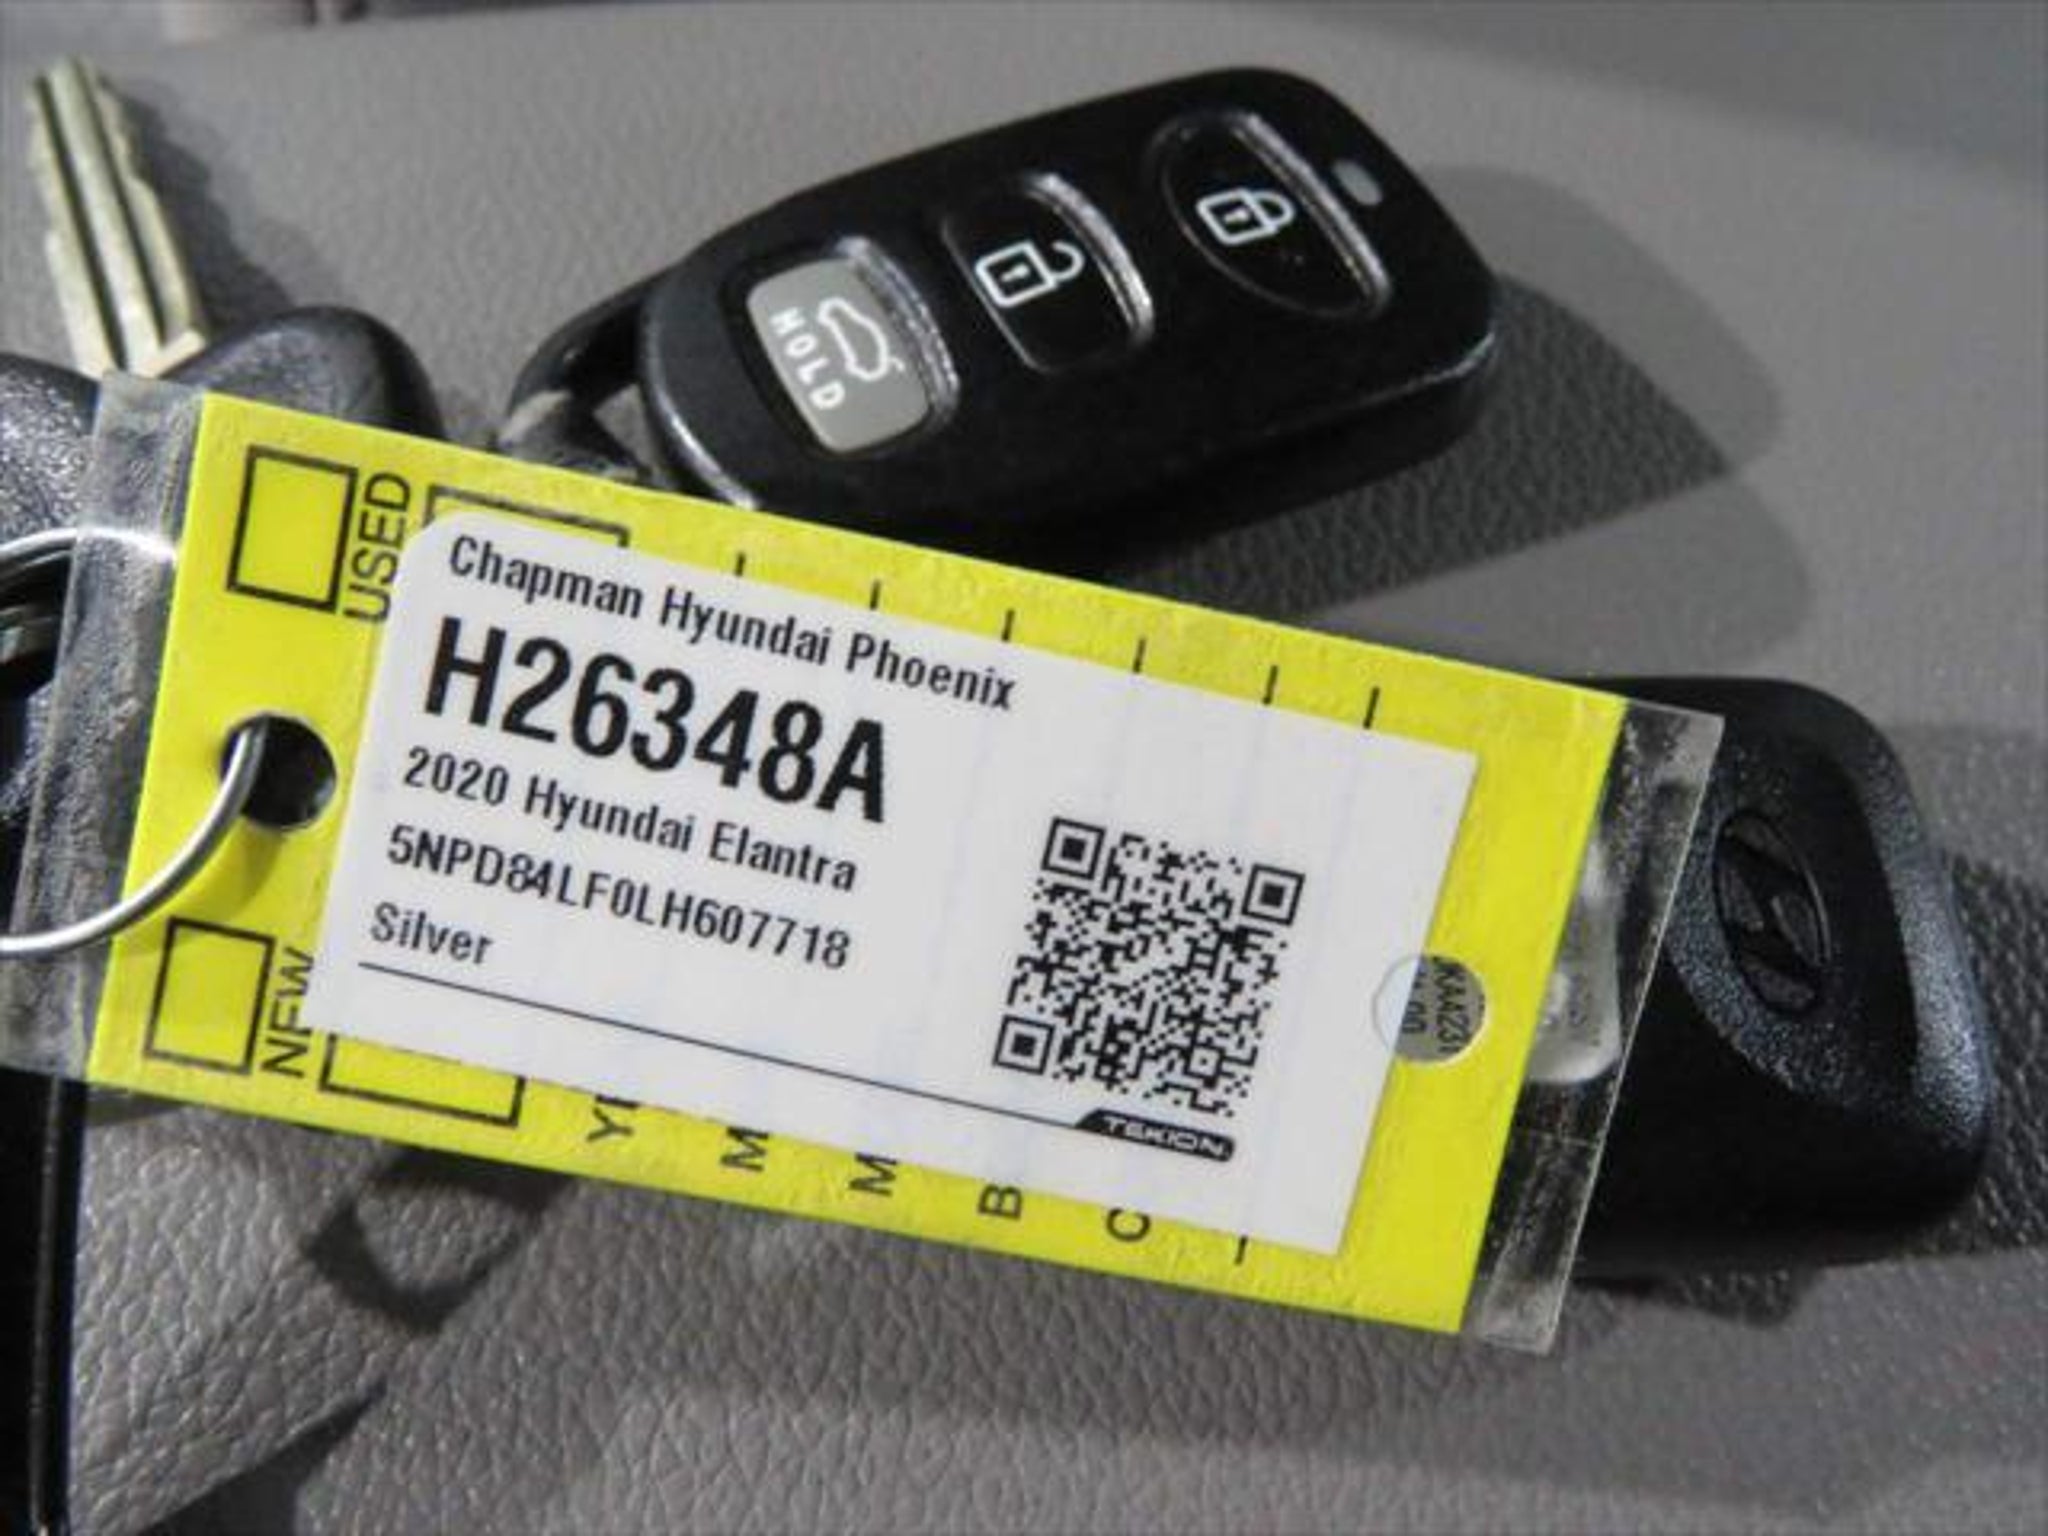 HOLD
USED
Chapman Hyundai Phoenix
H26348A
2020 Hyundai Elantra
5NPD84LF0LH607718
Silver
TEKION
NEW
M
M
B
C